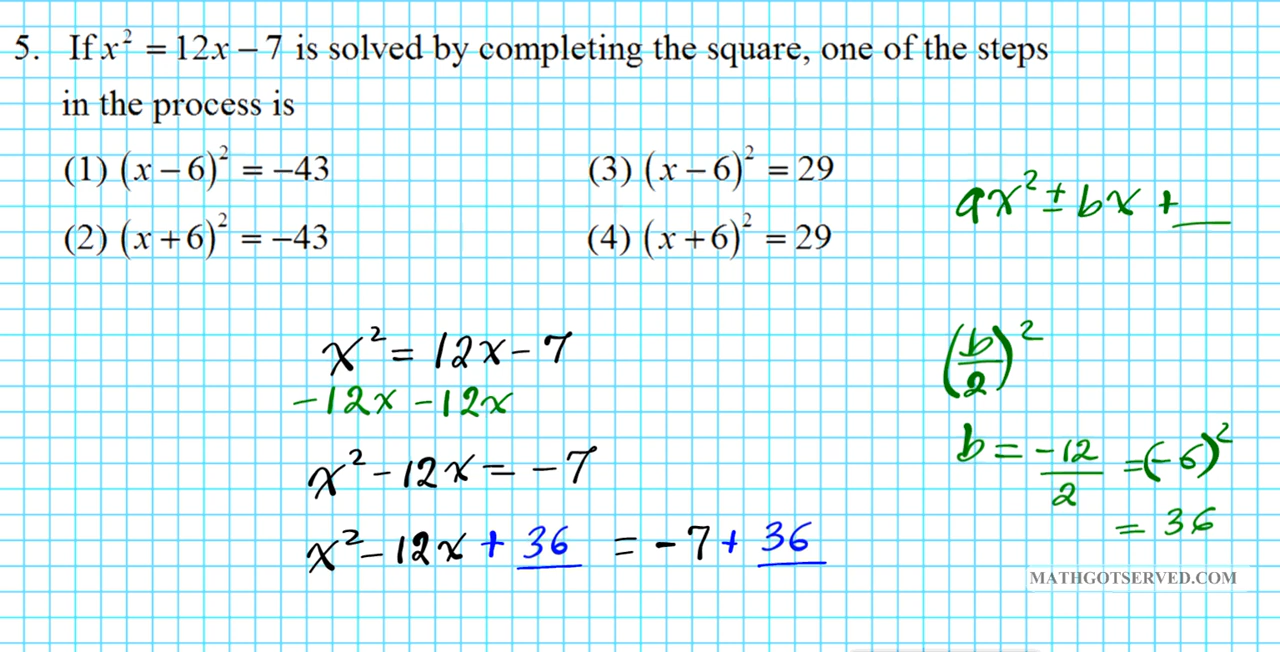 5. If x² = 12x − 7 is solved by completing the square, one of the steps
in the process is
(1) (x − 6)² = −43
(3) (x − 6)² = 29
(2) (x + 6)² = −43
(4) (x + 6)² = 29
ax² ± bx + __
x² = 12x − 7
−12x −12x
x² − 12x = −7
x² − 12x + 36 = −7 + 36
(b/2)²
b = −12/2 = (−6)²
= 36
MATHGOTSERVED.COM